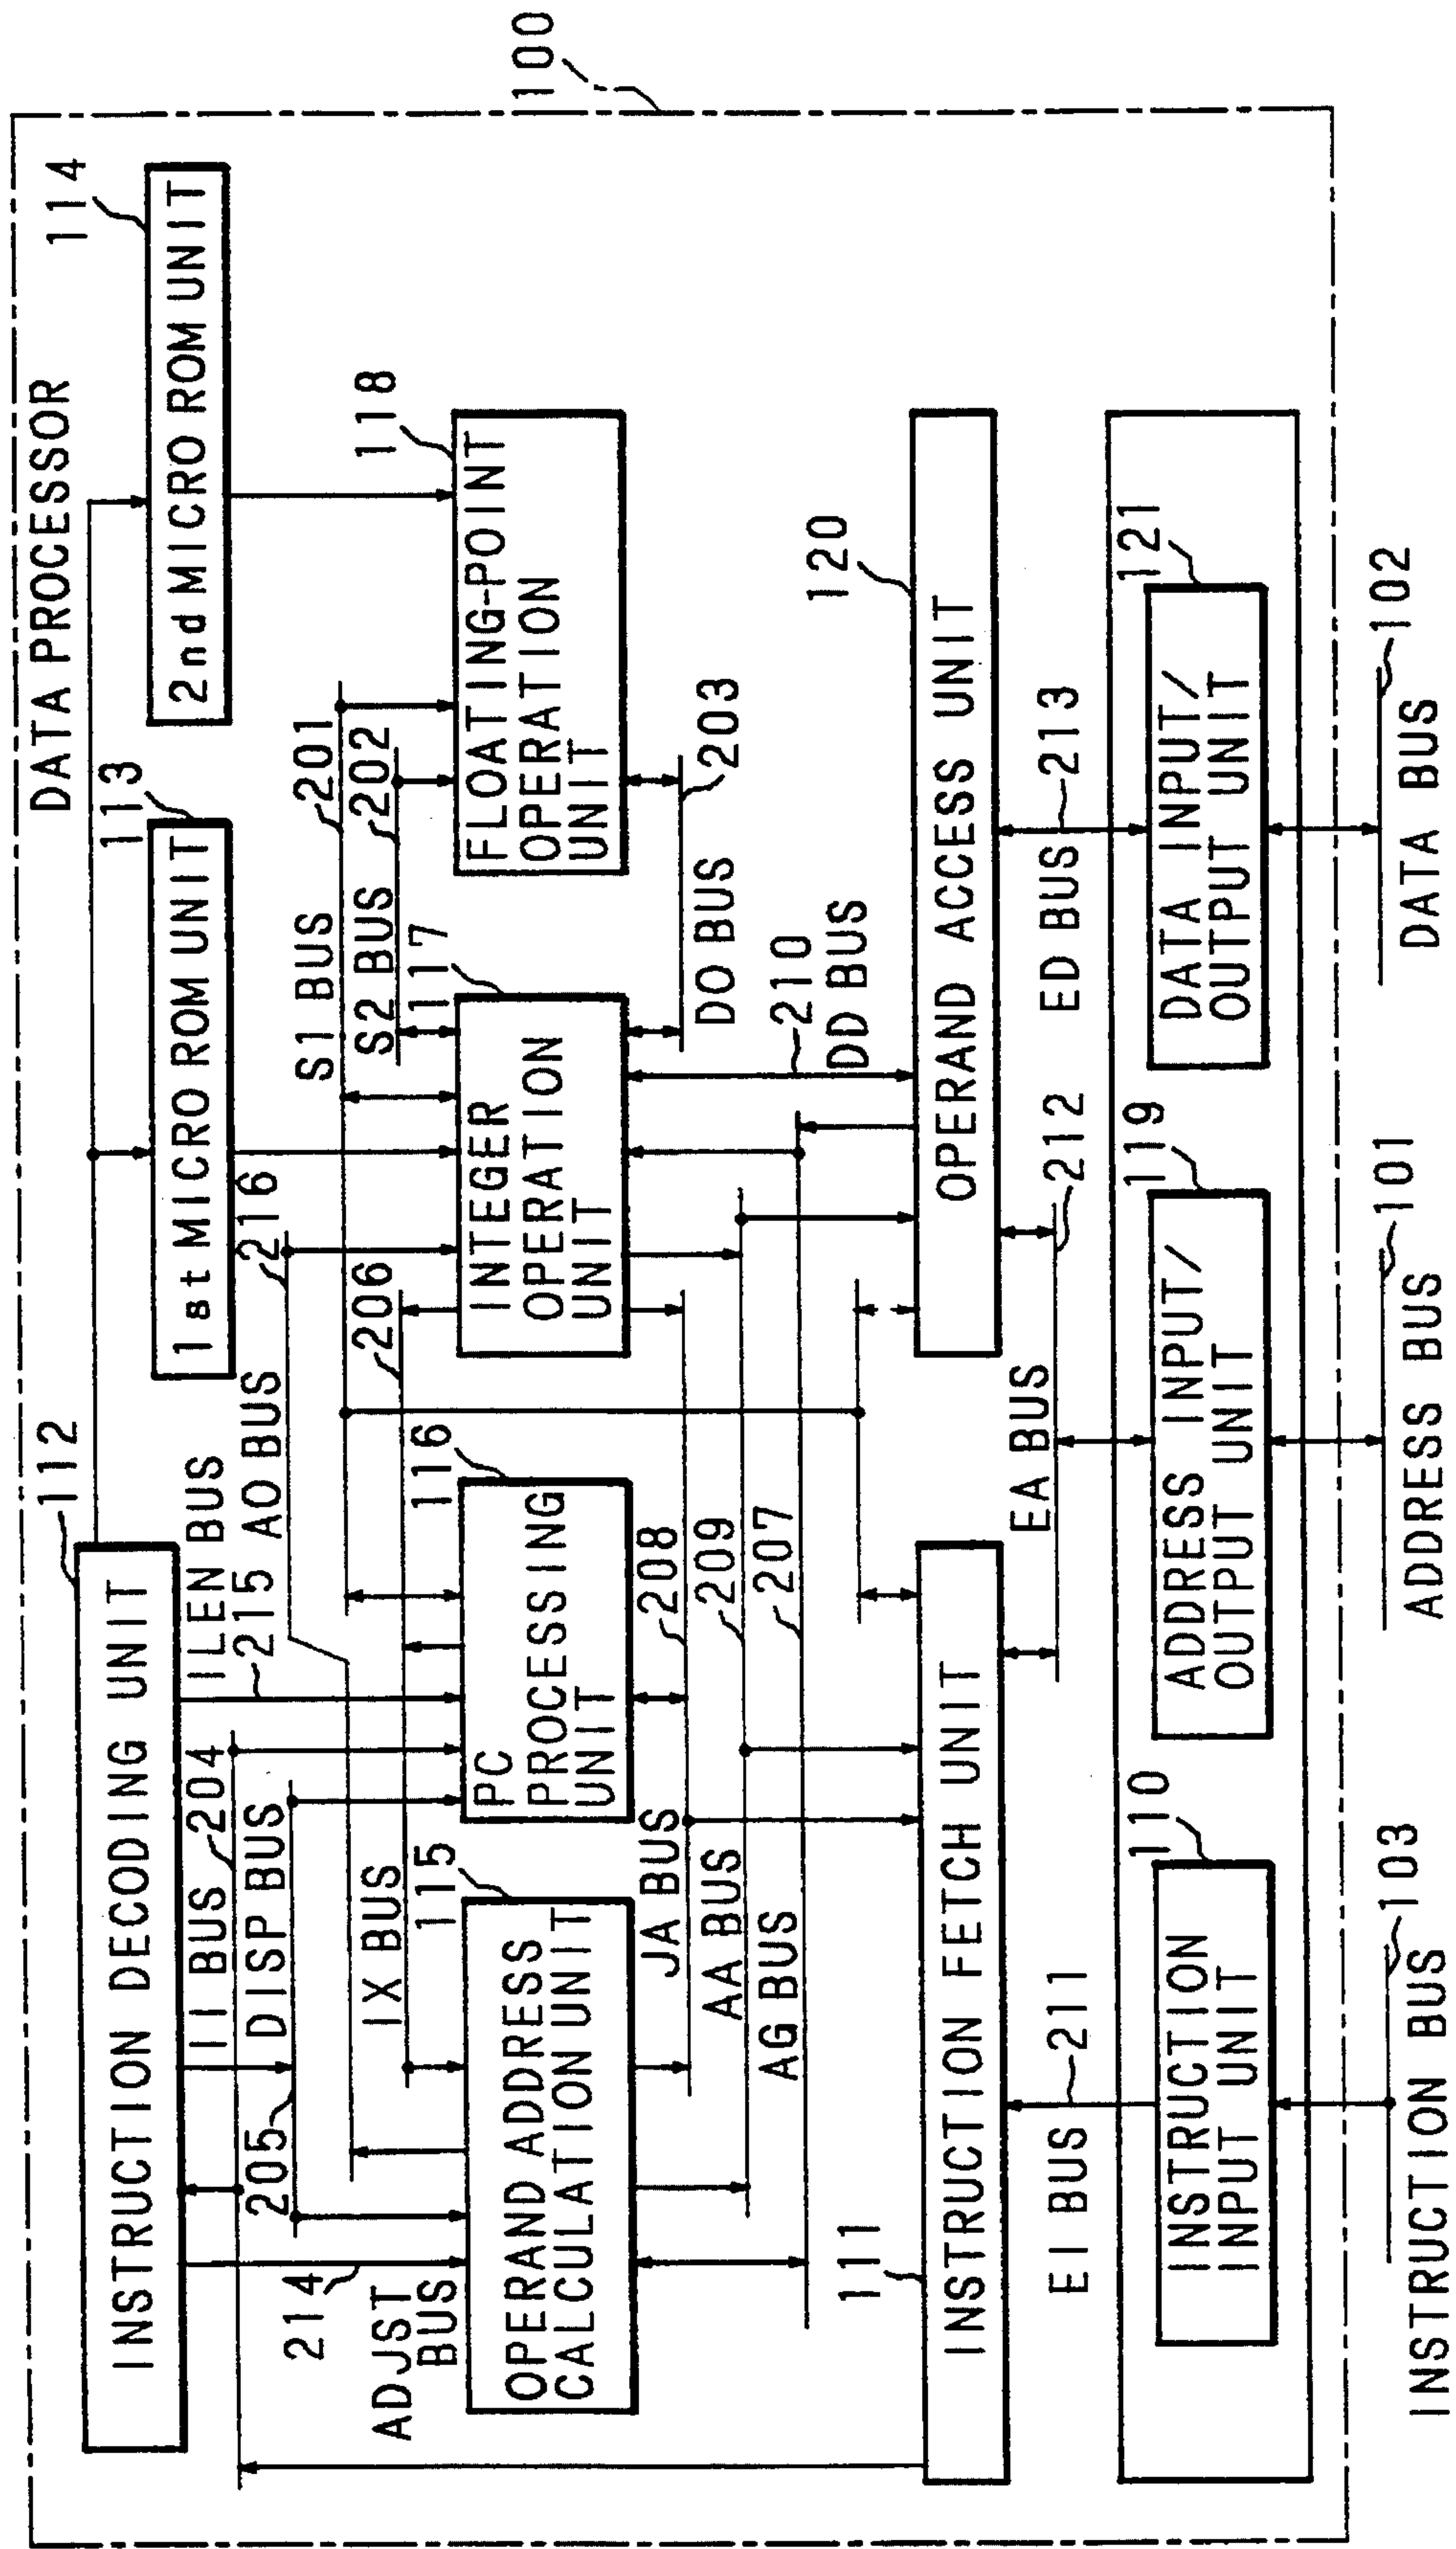 DATA PROCESSOR
100
112
113
114
INSTRUCTION DECODING UNIT
1st MICRO ROM UNIT
2nd MICRO ROM UNIT
II BUS
204
ILEN BUS
216
205
DISP BUS
215
AO BUS
S1 BUS
201
214
S2 BUS
202
118
ADJST
BUS
IX BUS
206
115
116
117
OPERAND ADDRESS
CALCULATION UNIT
PC
PROCESSING
UNIT
INTEGER
OPERATION
UNIT
FLOATING-POINT
OPERATION
UNIT
JA BUS
208
DO BUS
203
AA BUS
209
AG BUS
207
210
DD BUS
111
120
INSTRUCTION FETCH UNIT
OPERAND ACCESS UNIT
EI BUS
211
EA BUS
212
ED BUS
213
110
119
121
INSTRUCTION
INPUT UNIT
ADDRESS INPUT/
OUTPUT UNIT
DATA INPUT/
OUTPUT UNIT
103
101
102
INSTRUCTION BUS
ADDRESS BUS
DATA BUS